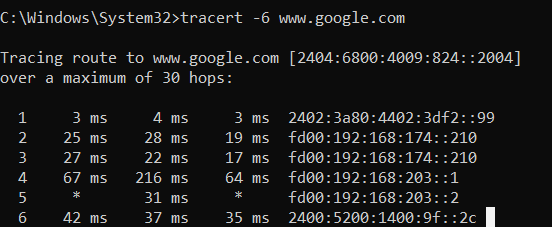 C:\Windows\System32>tracert -6 www.google.com
Tracing route to www.google.com [2404:6800:4009:824::2004]
over a maximum of 30 hops:
1 3 ms 4 ms 3 ms 2402:3a80:4402:3df2::99
2 25 ms 28 ms 19 ms fd00:192:168:174::210
3 27 ms 22 ms 17 ms fd00:192:168:174::210
4 67 ms 216 ms 64 ms fd00:192:168:203::1
5 * 31 ms * fd00:192:168:203::2
6 42 ms 37 ms 35 ms 2400:5200:1400:9f::2c